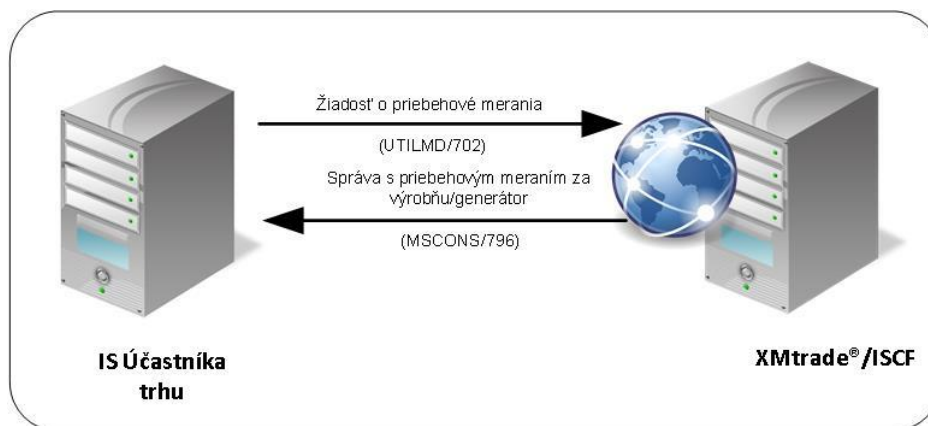 Žiadosť o priebehové merania
(UTILMD/702)
Správa s priebehovým meraním za
výrobňu/generátor
(MSCONS/796)
IS Účastníka
trhu
XMtrade®/ISCF